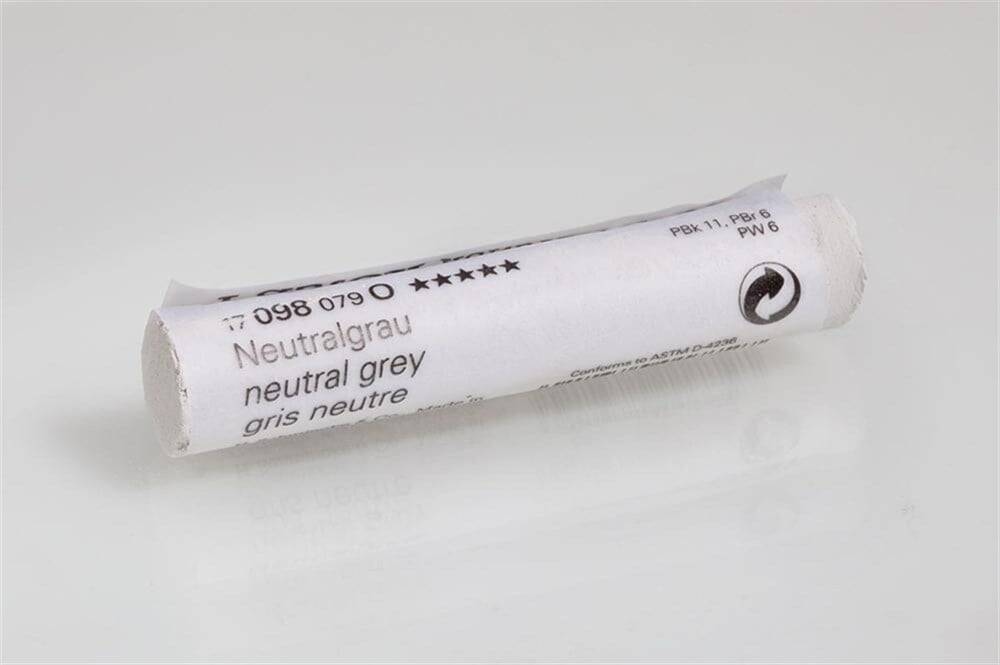 17 098 079 O ★★★★★
Neutralgrau
neutral grey
gris neutre
PBk 11, PBr 6
PW 6
Conforms to ASTM D-4236